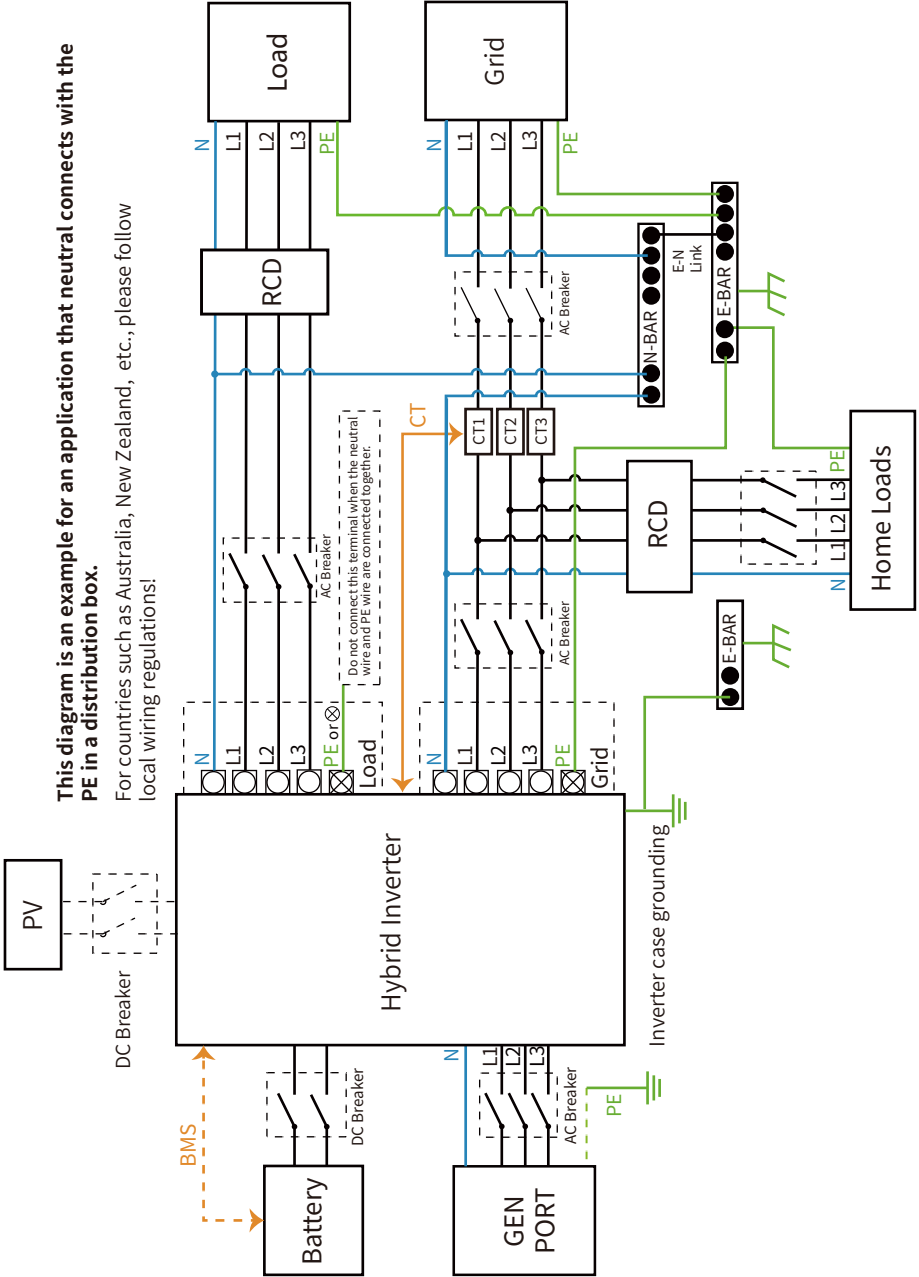 This diagram is an example for an application that neutral connects with the
PE in a distribution box.
For countries such as Australia, New Zealand, etc., please follow
local wiring regulations!
PV
DC Breaker
BMS
Battery
DC Breaker
Hybrid Inverter
N
L1
L2
L3
PE or
Load
AC Breaker
Do not connect this terminal when the neutral
wire and PE wire are connected together.
RCD
N
L1
L2
L3
PE
Load
CT
GEN
PORT
N
L1
L2
L3
AC Breaker
PE
N
L1
L2
L3
PE
Grid
AC Breaker
CT1
CT2
CT3
AC Breaker
N
L1
L2
L3
PE
Grid
Inverter case grounding
E-BAR
RCD
N-BAR
E-N
Link
E-BAR
N
L1
L2
L3
PE
Home Loads